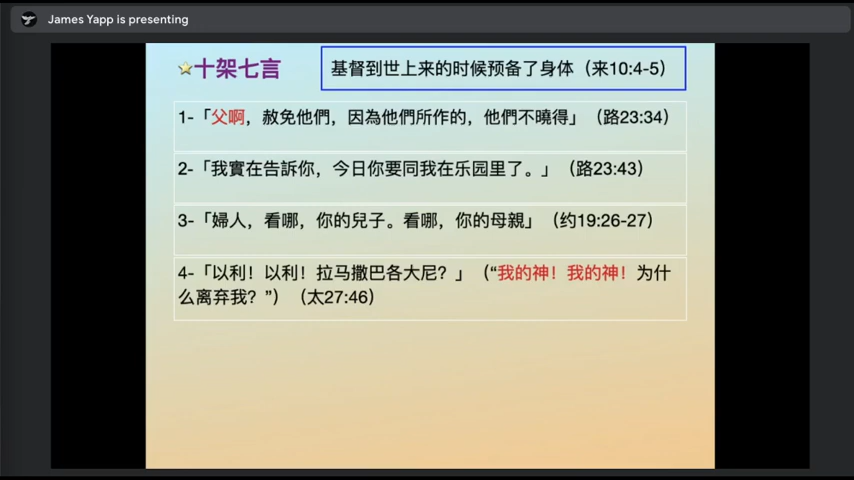 James Yapp is presenting
十架七言
基督到世上来的时候预备了身体（来10:4-5）
1-「父啊，赦免他們，因為他們所作的，他們不曉得」（路23:34）
2-「我實在告訴你，今日你要同我在乐园里了。」（路23:43）
3-「婦人，看哪，你的兒子。看哪，你的母親」（约19:26-27）
4-「以利！以利！拉马撒巴各大尼？」（“我的神！我的神！为什
么离弃我？”）（太27:46）